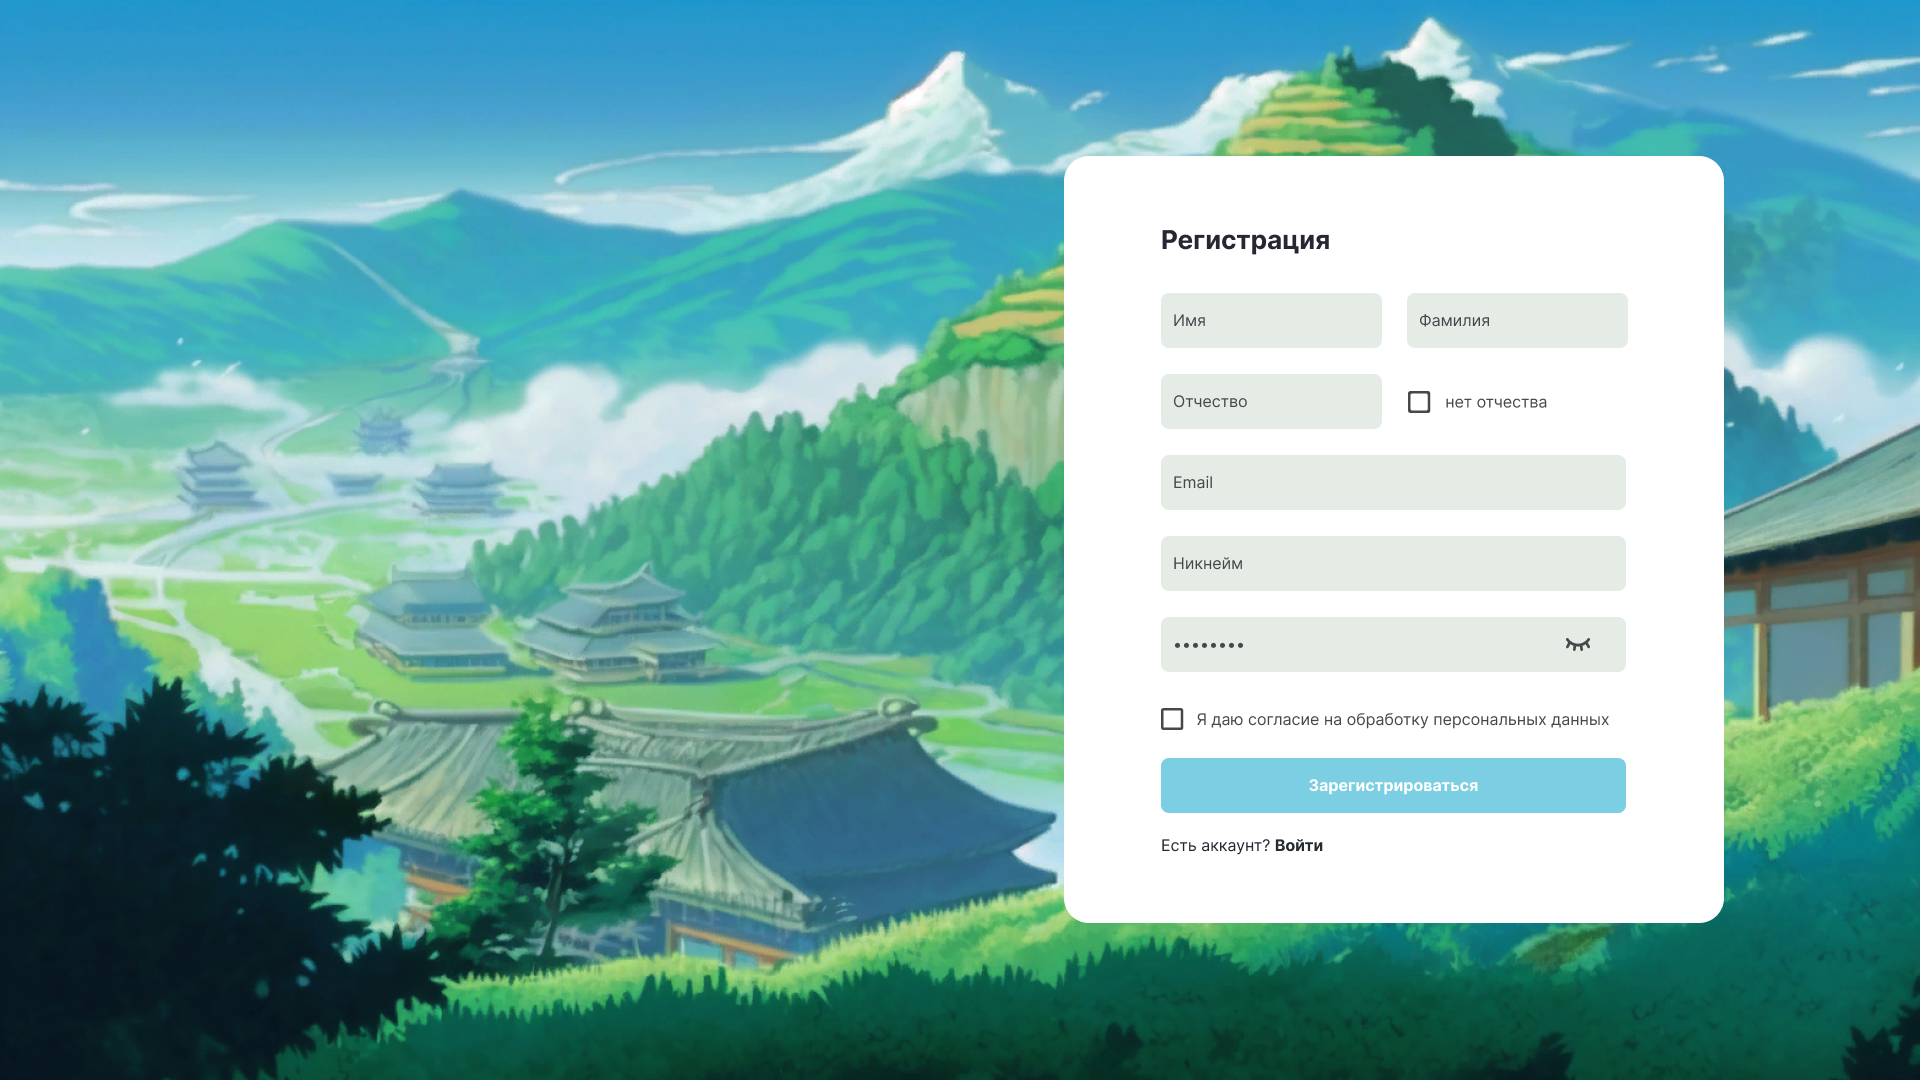 Регистрация
Имя
Фамилия
Отчество
нет отчества
Email
Никнейм
••••••••
Я даю согласие на обработку персональных данных
Зарегистрироваться
Есть аккаунт? Войти